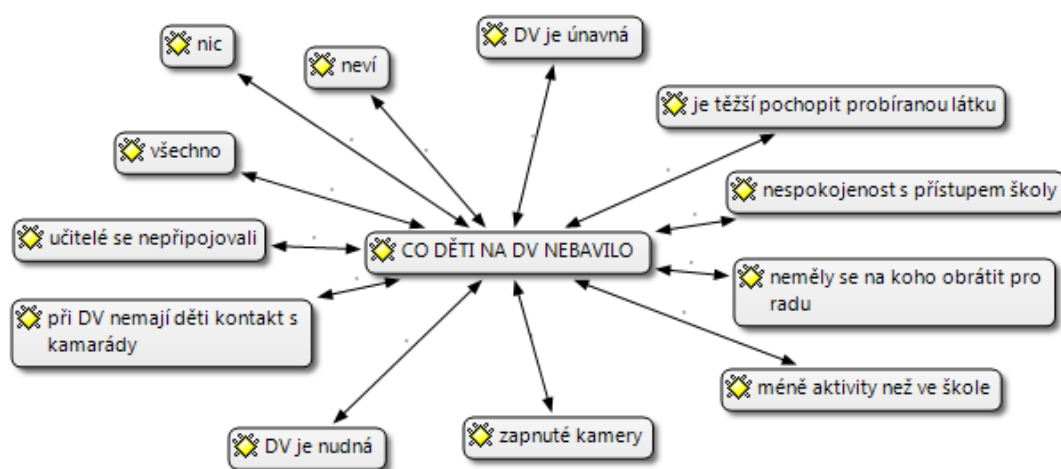 nic
neví
DV je únavná
je těžší pochopit probíranou látku
všechno
nespokojenost s přístupem školy
učitelé se nepřipojovali
CO DĚTI NA DV NEBAVILO
neměly se na koho obrátit pro
radu
při DV nemají děti kontakt s
kamarády
méně aktivity než ve škole
DV je nudná
zapnuté kamery